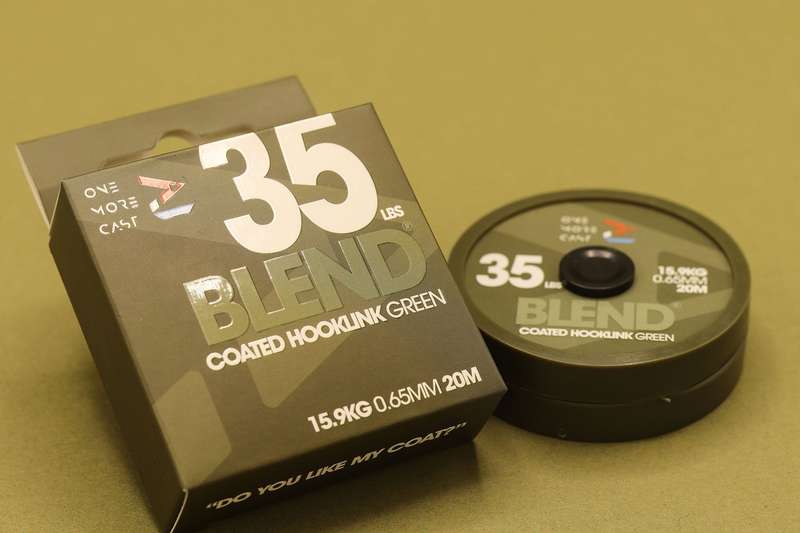 ONE
MORE
CAST
35 LBS
BLEND®
COATED HOOKLINK GREEN
15.9KG 0.65MM 20M
"DO YOU LIKE MY COAT?"
ONE
MORE
CAST
35 LBS
15.9KG
0.65MM
20M
BLEND®
COATED HOOKLINK GREEN